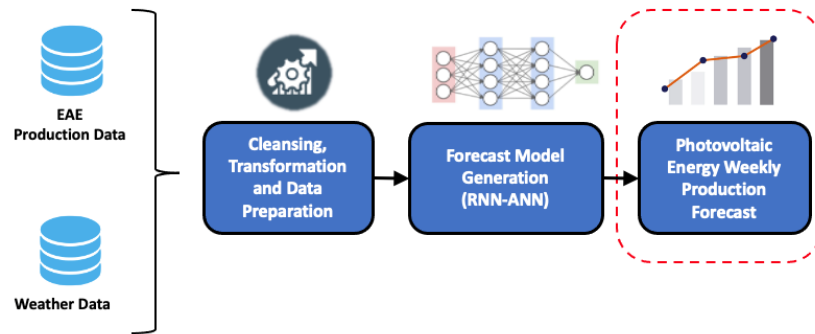 EAE
Production Data
Weather Data
Cleansing,
Transformation
and Data
Preparation
Forecast Model
Generation
(RNN-ANN)
Photovoltaic
Energy Weekly
Production
Forecast